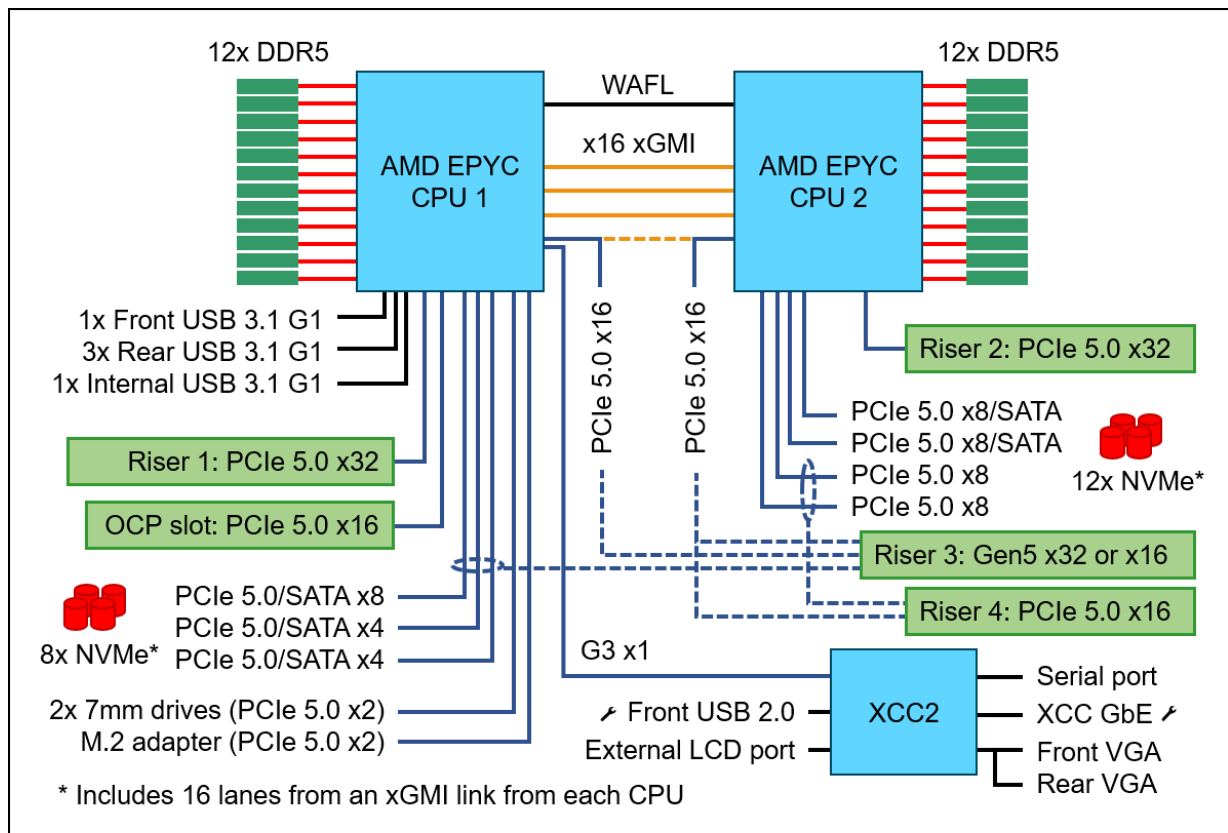 12x DDR5
12x DDR5
WAFL
x16 xGMI
AMD EPYC
CPU 1
AMD EPYC
CPU 2
1x Front USB 3.1 G1
3x Rear USB 3.1 G1
1x Internal USB 3.1 G1
PCIe 5.0 x16
PCIe 5.0 x16
Riser 2: PCIe 5.0 x32
PCIe 5.0 x8/SATA
PCIe 5.0 x8/SATA
PCIe 5.0 x8
PCIe 5.0 x8
12x NVMe*
Riser 1: PCIe 5.0 x32
OCP slot: PCIe 5.0 x16
Riser 3: Gen5 x32 or x16
Riser 4: PCIe 5.0 x16
PCIe 5.0/SATA x8
PCIe 5.0/SATA x4
PCIe 5.0/SATA x4
8x NVMe*
2x 7mm drives (PCIe 5.0 x2)
M.2 adapter (PCIe 5.0 x2)
G3 x1
Front USB 2.0
External LCD port
XCC2
Serial port
XCC GbE
Front VGA
Rear VGA
* Includes 16 lanes from an xGMI link from each CPU